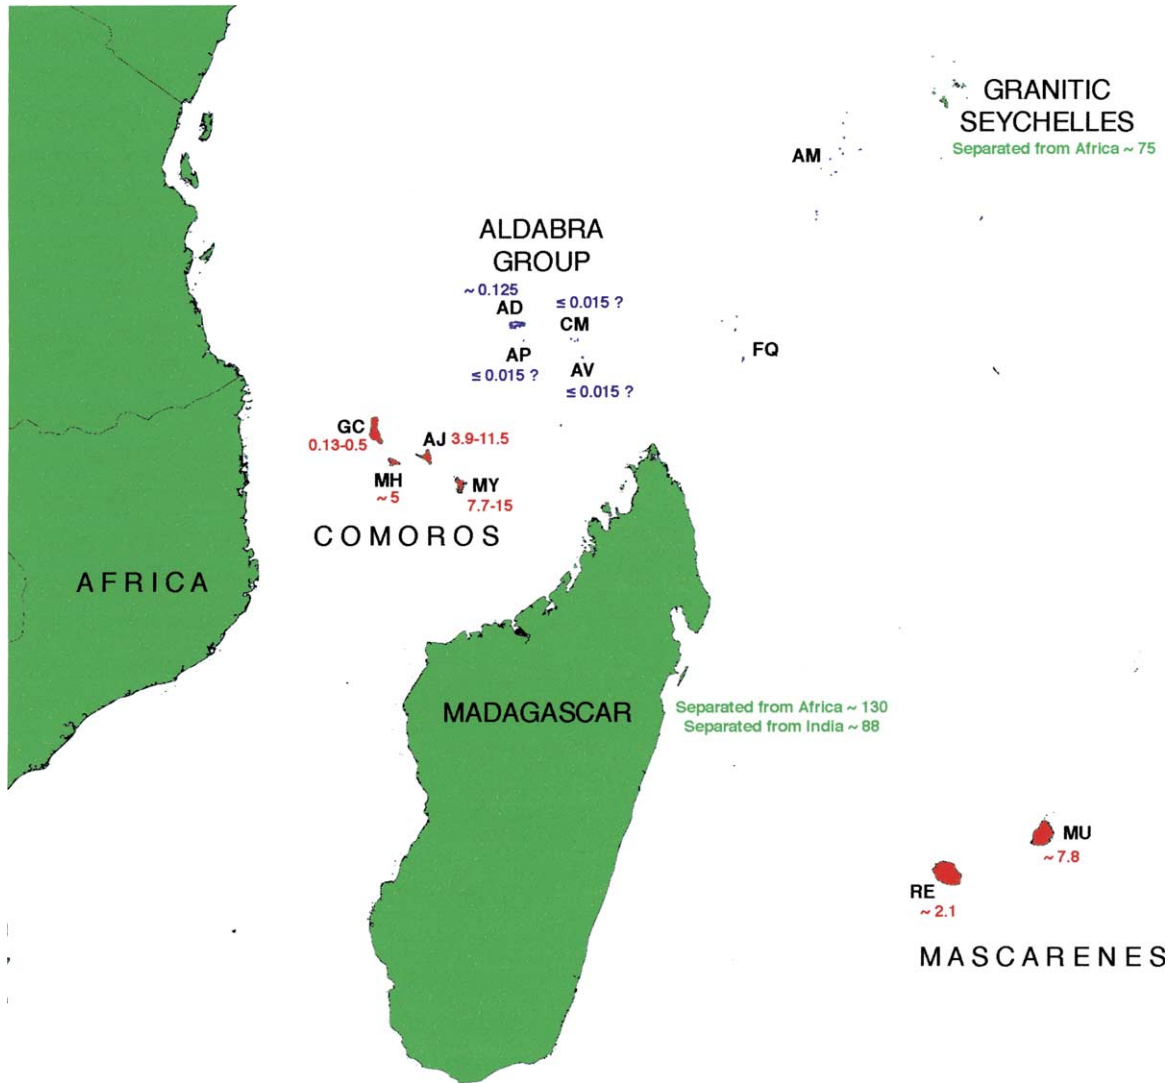 GRANITIC
SEYCHELLES
Separated from Africa ~ 75
AM
ALDABRA
GROUP
~ 0.125
AD
≤ 0.015 ?
CM
AP
≤ 0.015 ?
AV
≤ 0.015 ?
FQ
GC
0.13-0.5
AJ 3.9-11.5
MH
~ 5
MY
7.7-15
COMOROS
AFRICA
MADAGASCAR
Separated from Africa ~ 130
Separated from India ~ 88
MU
~ 7.8
RE
~ 2.1
MASCARENES